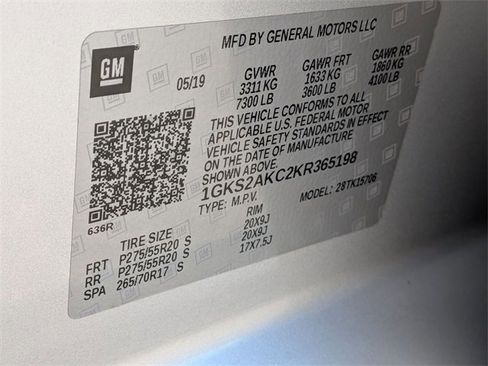 GM
MFD BY GENERAL MOTORS LLC
05/19
GVWR GAWR FRT GAWR RR
3311 KG 1633 KG 1860 KG
7300 LB 3600 LB 4100 LB
THIS VEHICLE CONFORMS TO ALL
APPLICABLE U.S. FEDERAL MOTOR
VEHICLE SAFETY STANDARDS IN EFFECT
ON THE DATE OF MANUFACTURE
SHOWN ABOVE.
1GKS2AKC2KR365198
TYPE: M.P.V. MODEL: 28TK15706
636R
TIRE SIZE RIM
FRT P275/55R20 S 20X9J
RR P275/55R20 S 20X9J
SPA 265/70R17 S 17X7.5J